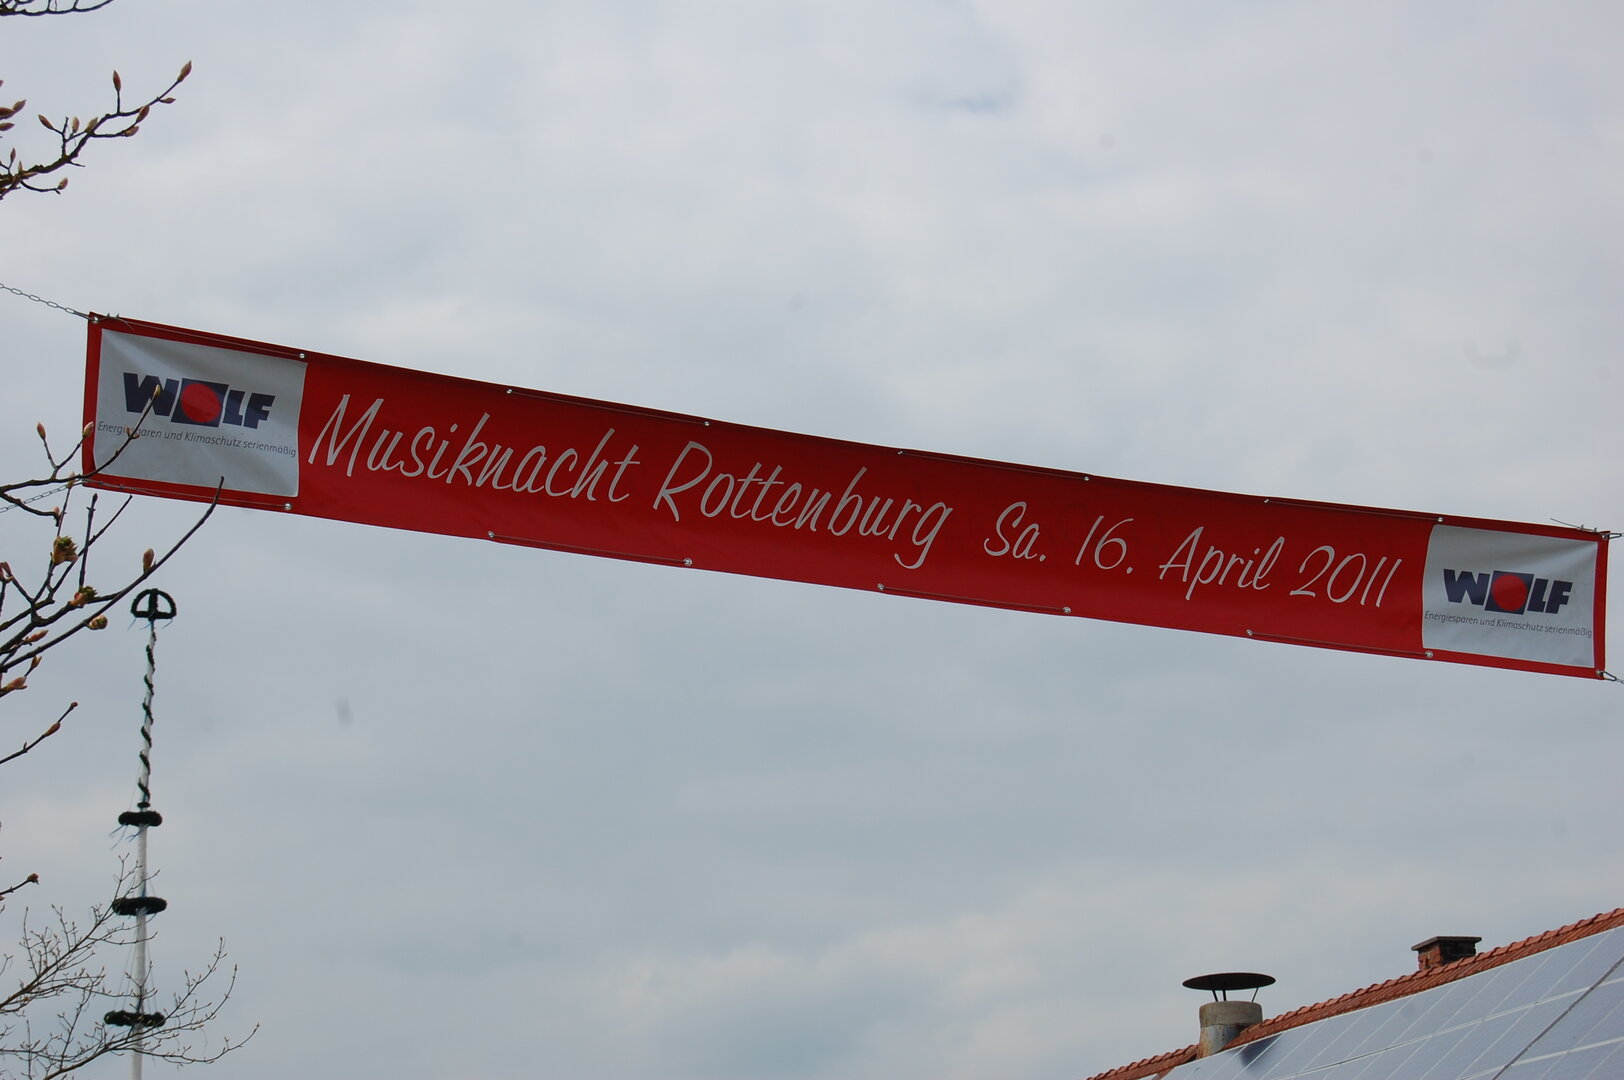 WOLF
Energiesparen und Klimaschutz serienmäßig
Musiknacht Rottenburg Sa. 16. April 2011
WOLF
Energiesparen und Klimaschutz serienmäßig